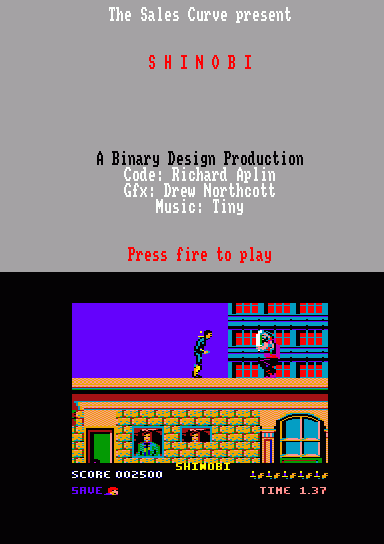 The Sales Curve present
SHINOBI
A Binary Design Production
Code: Richard Aplin
Gfx: Drew Northcott
Music: Tiny
Press fire to play
SCORE 002500
SHINOBI
SAVE
TIME 1.37